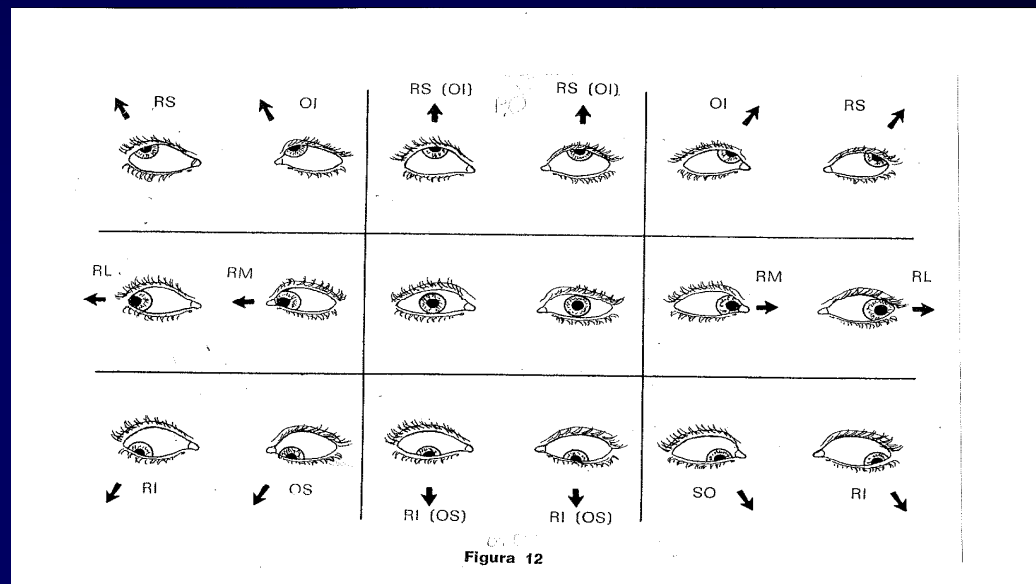 RS OI RS (OI) RS (OI) OI RS
RL RM RM RL
RI OS RI (OS) RI (OS) SO RI
Figura 12